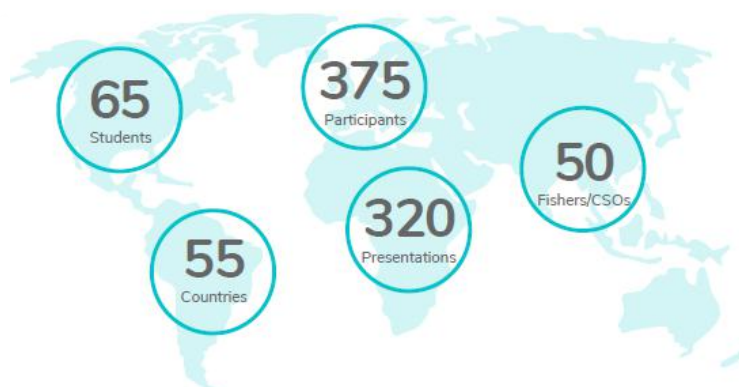 65
Students
375
Participants
50
Fishers/CSOs
320
Presentations
55
Countries